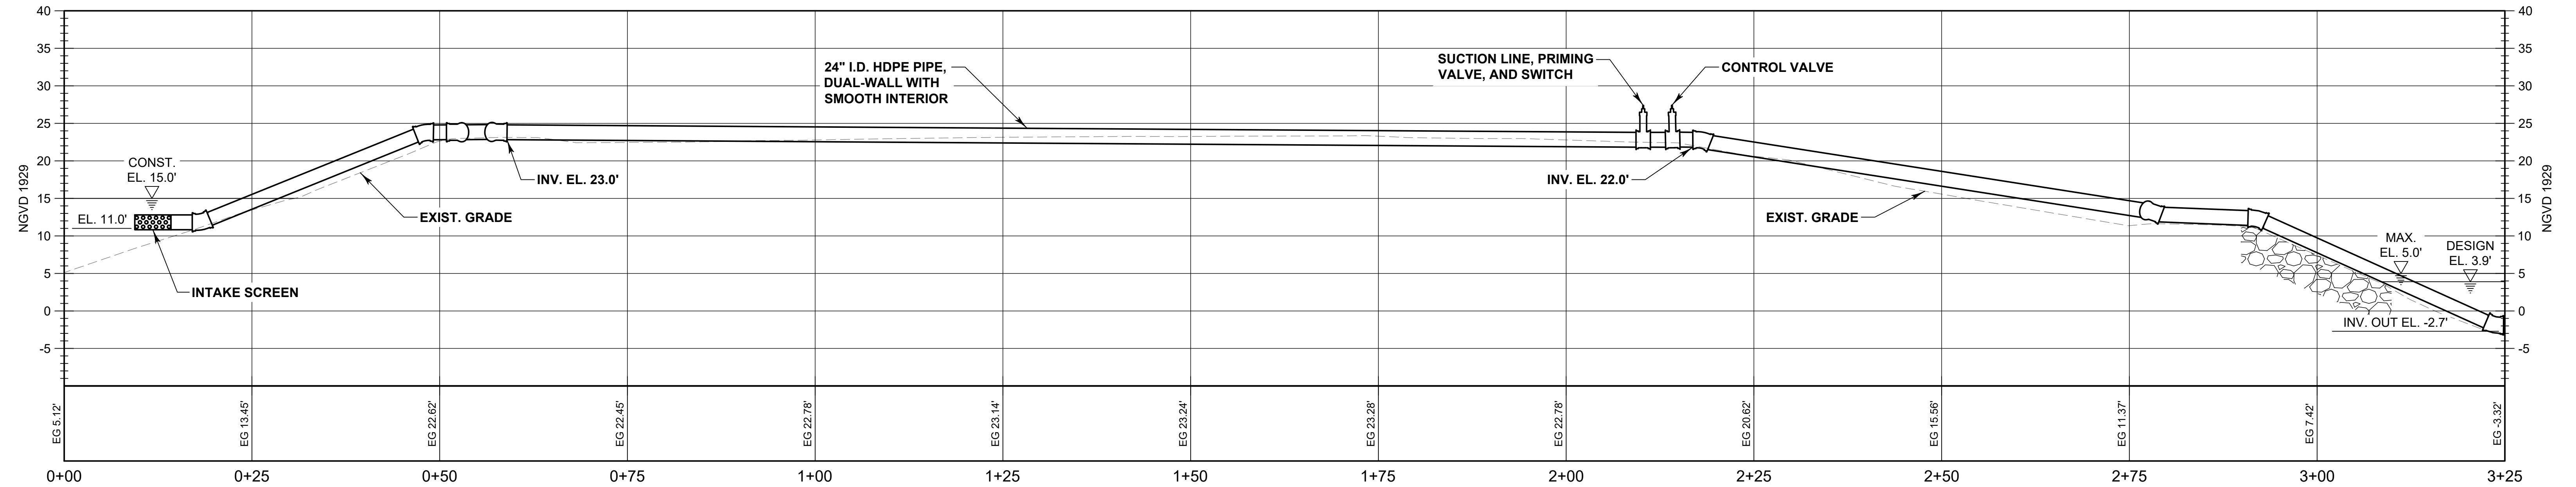 40
35
30
25
20
15
10
5
0
-5
NGVD 1929
CONST.
EL. 15.0'
EL. 11.0'
INTAKE SCREEN
EXIST. GRADE
INV. EL. 23.0'
24" I.D. HDPE PIPE,
DUAL-WALL WITH
SMOOTH INTERIOR
SUCTION LINE, PRIMING
VALVE, AND SWITCH
CONTROL VALVE
INV. EL. 22.0'
EXIST. GRADE
MAX.
EL. 5.0'
DESIGN
EL. 3.9'
INV. OUT EL. -2.7'
40
35
30
25
20
15
10
5
0
-5
NGVD 1929
EG 5.12'
EG 13.45'
EG 22.62'
EG 22.45'
EG 22.78'
EG 23.14'
EG 23.24'
EG 23.28'
EG 22.78'
EG 20.62'
EG 15.56'
EG 11.37'
EG 7.42'
EG -3.32'
0+00
0+25
0+50
0+75
1+00
1+25
1+50
1+75
2+00
2+25
2+50
2+75
3+00
3+25